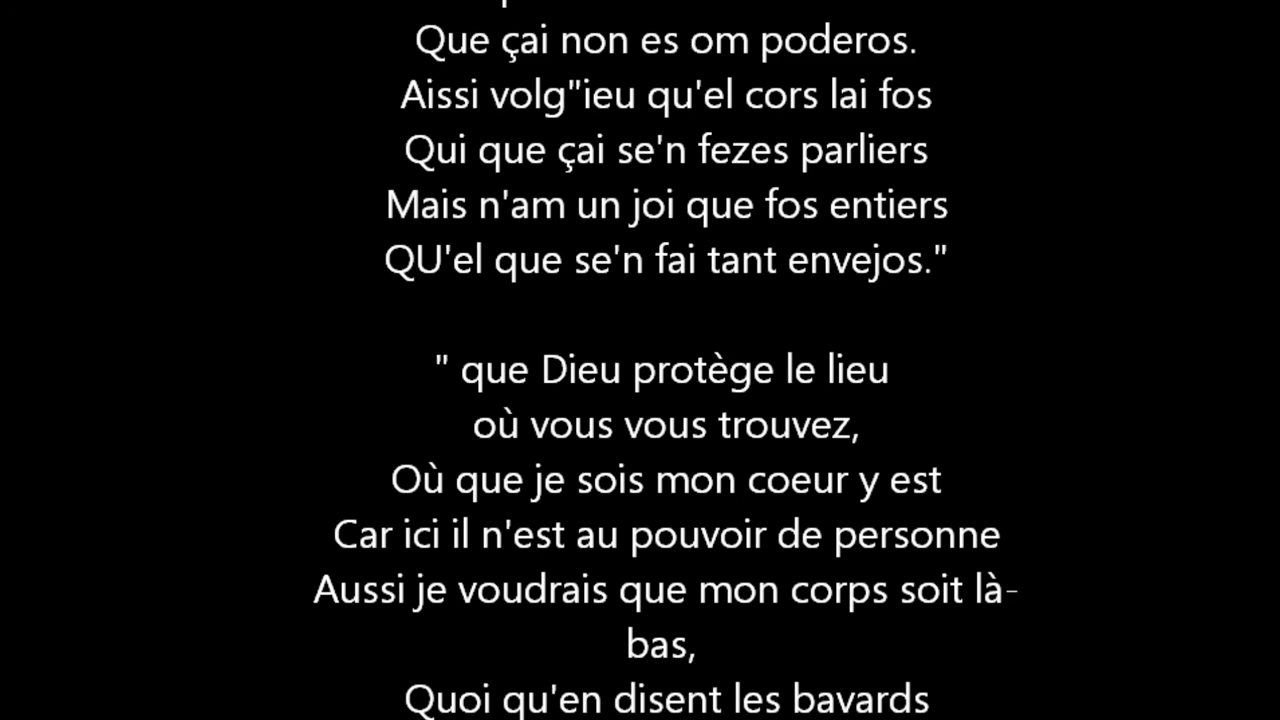 Que çai non es om poderos.
Aissi volg"ieu qu'el cors lai fos
Qui que çai se'n fezes parliers
Mais n'am un joi que fos entiers
QU'el que se'n fai tant envejos."
" que Dieu protège le lieu
où vous vous trouvez,
Où que je sois mon coeur y est
Car ici il n'est au pouvoir de personne
Aussi je voudrais que mon corps soit là-
bas,
Quoi qu'en disent les bavards